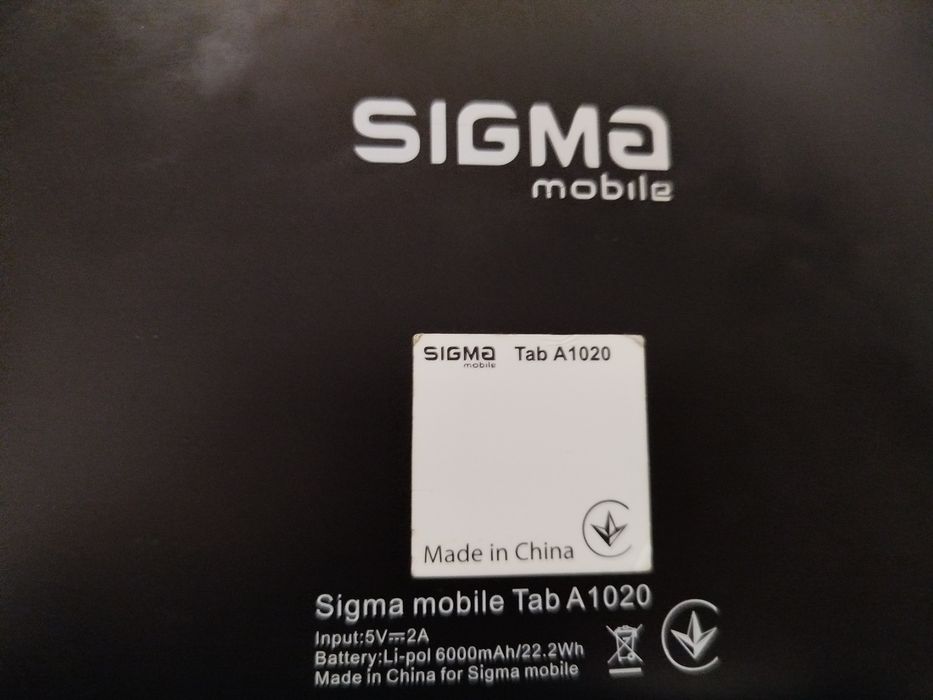 SIGMA
mobile
SIGMA mobile Tab A1020
Made in China
Sigma mobile Tab A1020
Input:5V⎓2A
Battery;Li-pol 6000mAh/22.2Wh
Made in China for Sigma mobile